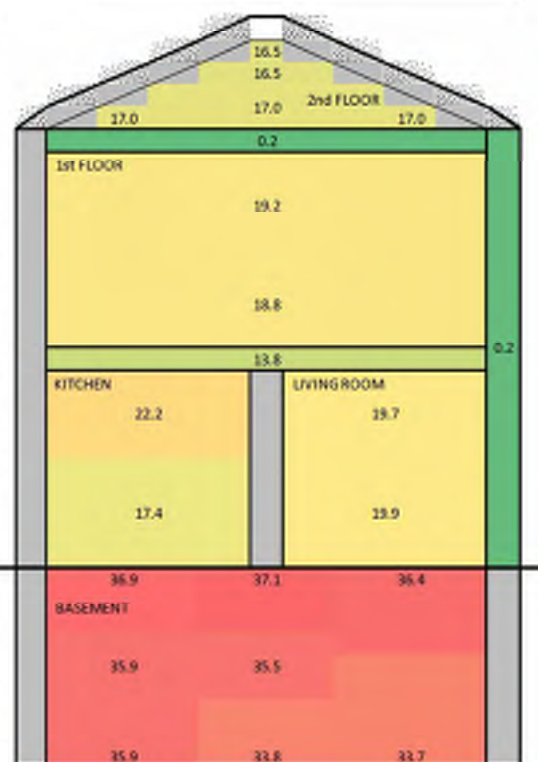 16.5
16.5
17.0 2nd FLOOR
17.0 17.0
0.2
1st FLOOR
19.2
18.8
0.2
13.8
KITCHEN LIVING ROOM
22.2 19.7
17.4 19.9
36.9 37.1 36.4
BASEMENT
35.9 35.5
35.9 33.8 33.7